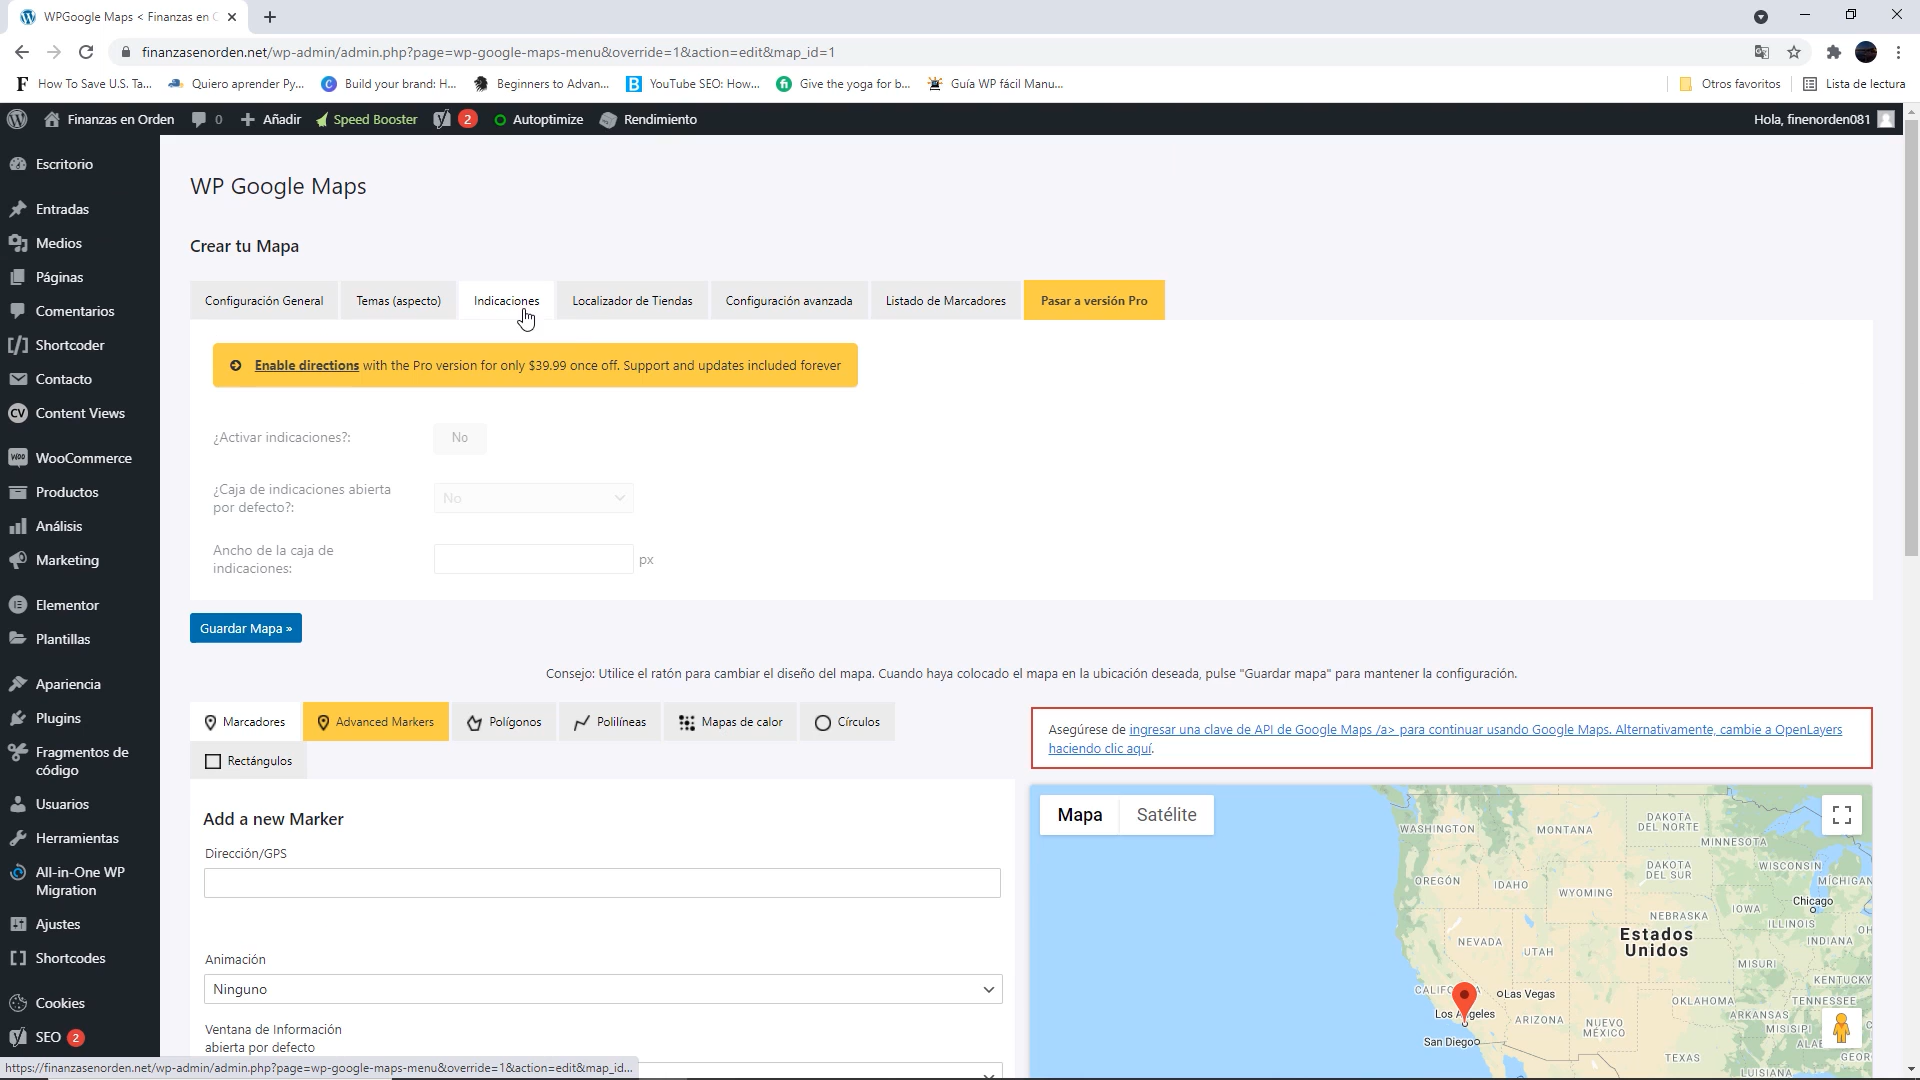 WPGoogle Maps < Finanzas en
finanzasenorden.net/wp-admin/admin.php?page=wp-google-maps-menu&override=1&action=edit&map_id=1
How To Save U.S. Ta...
Quiero aprender Py...
Build your brand: H...
Beginners to Advan...
YouTube SEO: How...
Give the yoga for b...
Guía WP fácil Manu...
Otros favoritos
Lista de lectura
Finanzas en Orden
0
Añadir
Speed Booster
2
Autoptimize
Rendimiento
Hola, finenorden081
Escritorio
Entradas
Medios
Páginas
Comentarios
Shortcoder
Contacto
Content Views
WooCommerce
Productos
Análisis
Marketing
Elementor
Plantillas
Apariencia
Plugins
Fragmentos de
código
Usuarios
Herramientas
All-in-One WP
Migration
Ajustes
Shortcodes
Cookies
SEO 2
WP Google Maps
Crear tu Mapa
Configuración General
Temas (aspecto)
Indicaciones
Localizador de Tiendas
Configuración avanzada
Listado de Marcadores
Pasar a versión Pro
Enable directions with the Pro version for only $39.99 once off. Support and updates included forever
¿Activar indicaciones?:
No
¿Caja de indicaciones abierta
por defecto?:
No
Ancho de la caja de
indicaciones:
px
Guardar Mapa »
Consejo: Utilice el ratón para cambiar el diseño del mapa. Cuando haya colocado el mapa en la ubicación deseada, pulse "Guardar mapa" para mantener la configuración.
Marcadores
Advanced Markers
Polígonos
Polilíneas
Mapas de calor
Círculos
Rectángulos
Add a new Marker
Dirección/GPS
Animación
Ninguno
Ventana de Información
abierta por defecto
Asegúrese de ingresar una clave de API de Google Maps /a> para continuar usando Google Maps. Alternativamente, cambie a OpenLayers
haciendo clic aquí.
Mapa
Satélite
WASHINGTON
MONTANA
DAKOTA
DEL NORTE
MINNESOTA
OREGÓN
IDAHO
WYOMING
DAKOTA
DEL SUR
WISCONSIN
MICHIGAN
Chicago
NEBRASKA
IOWA
ILLINOIS
INDIANA
OH
NEVADA
UTAH
Estados
Unidos
MISURI
KENTUCKY
Las Vegas
OKLAHOMA
TENNESSEE
ARIZONA
NUEVO
MÉXICO
ARKANSAS
MISISIPI
San Diego
TEXAS
LUISIANA
https://finanzasenorden.net/wp-admin/admin.php?page=wp-google-maps-menu&override=1&action=edit&map_id...